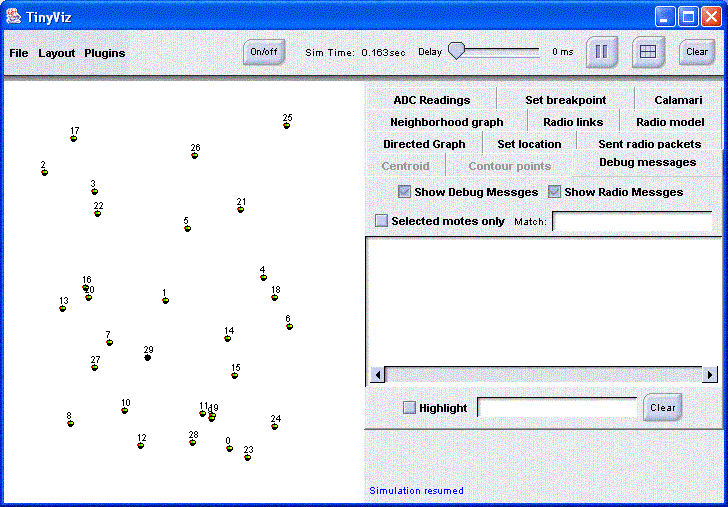 TinyViz
File Layout Plugins On/off Sim Time: 0.163sec Delay 0 ms Clear
ADC Readings Set breakpoint Calamari
Neighborhood graph Radio links Radio model
Directed Graph Set location Sent radio packets
Centroid Contour points Debug messages
Show Debug Messges Show Radio Messges
Selected motes only Match:
Highlight Clear
Simulation resumed
25
17
26
2
3
21
22
5
4
16
20
18
1
13
6
14
7
29
27
15
10
11
19
8
24
12
28
0
23